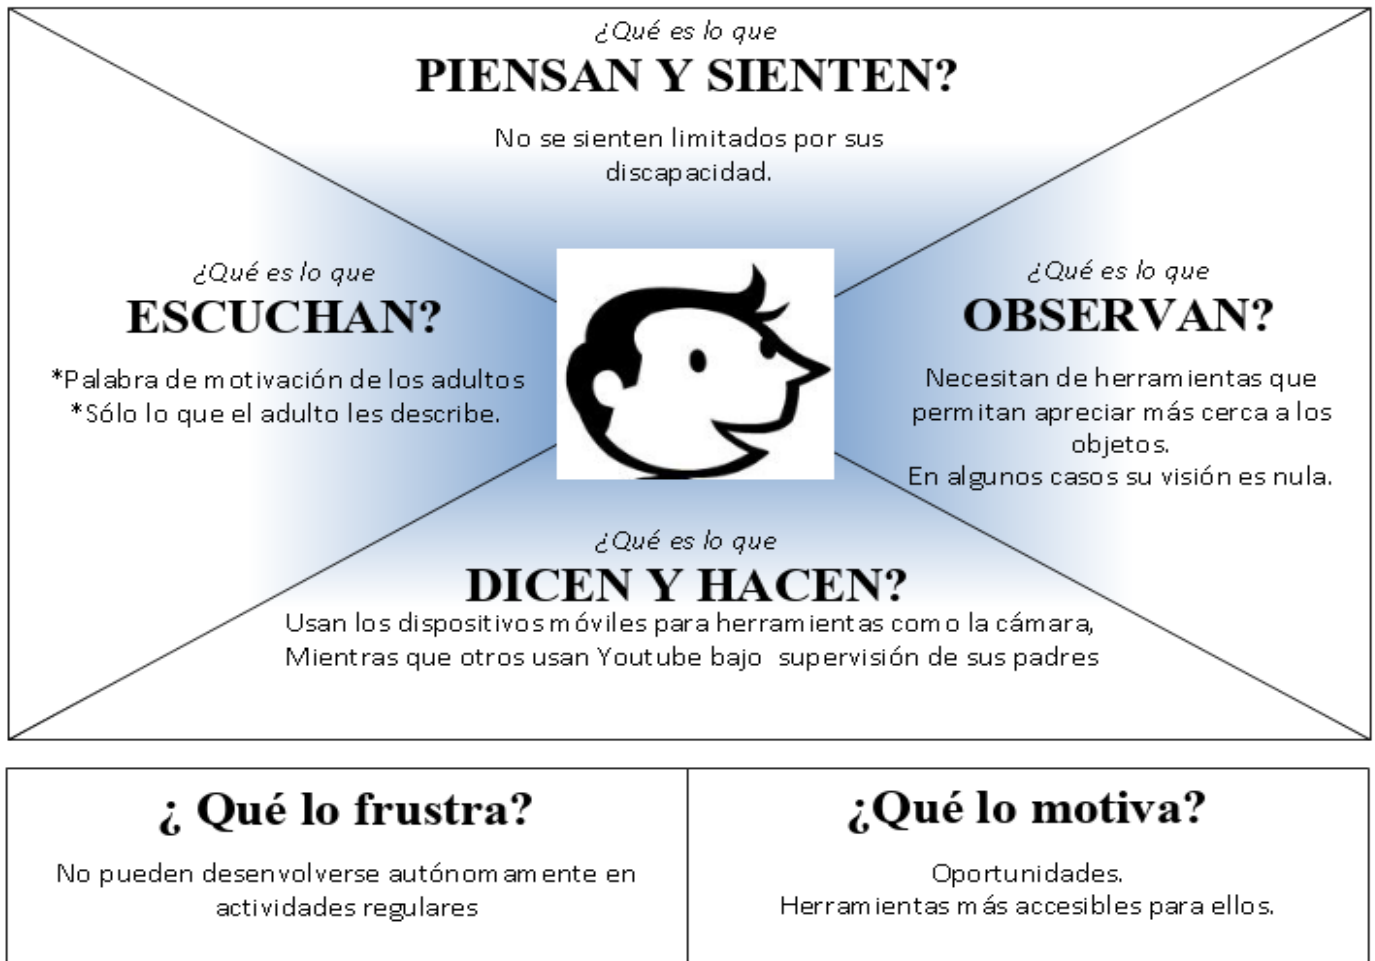 ¿Qué es lo que
PIENSAN Y SIENTEN?
No se sienten limitados por sus
discapacidad.
¿Qué es lo que
ESCUCHAN?
*Palabra de motivación de los adultos
*Sólo lo que el adulto les describe.
¿Qué es lo que
OBSERVAN?
Necesitan de herramientas que
permitan apreciar más cerca a los
objetos.
En algunos casos su visión es nula.
¿Qué es lo que
DICEN Y HACEN?
Usan los dispositivos móviles para herramientas como la cámara,
Mientras que otros usan Youtube bajo supervisión de sus padres
¿ Qué lo frustra?
No pueden desenvolverse autónomamente en
actividades regulares
¿Qué lo motiva?
Oportunidades.
Herramientas más accesibles para ellos.